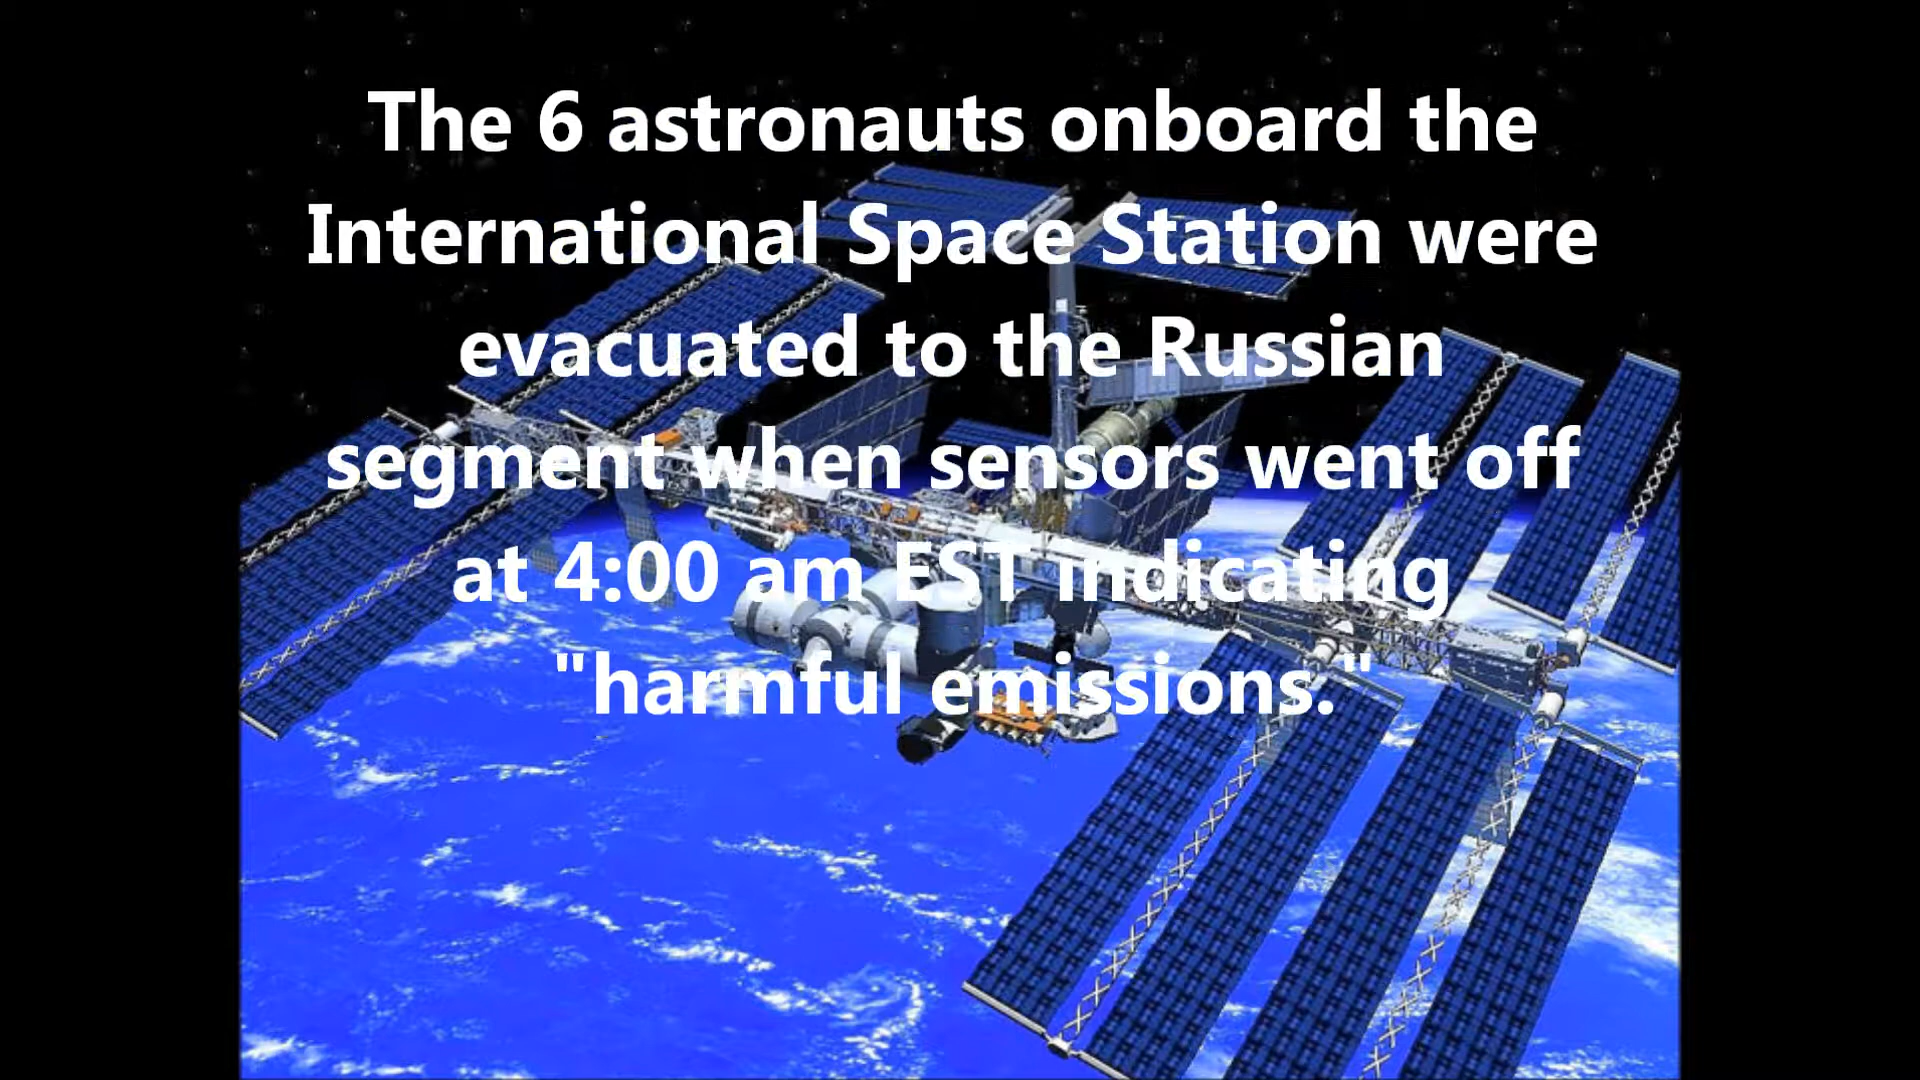 The 6 astronauts onboard the
International Space Station were
evacuated to the Russian
segment when sensors went off
at 4:00 am EST indicating
"harmful emissions."